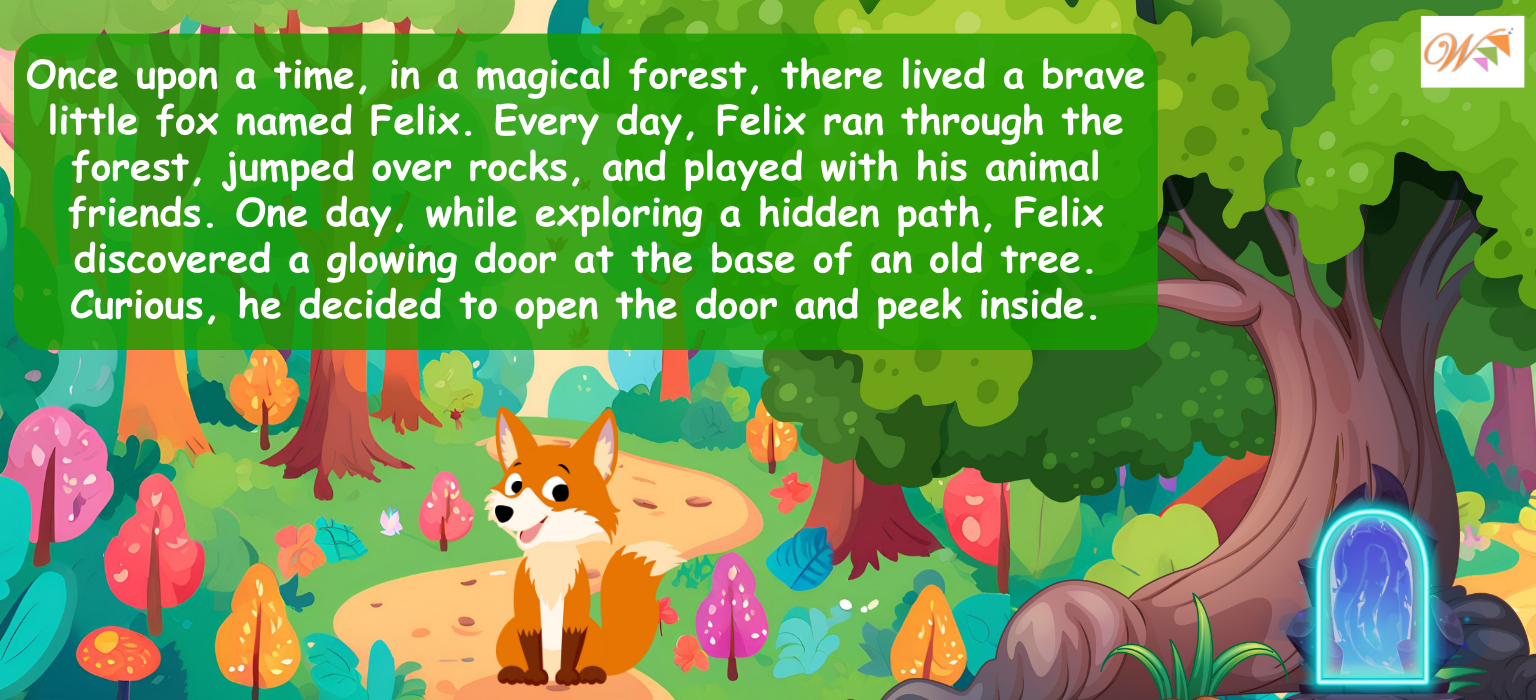 Once upon a time, in a magical forest, there lived a brave
little fox named Felix. Every day, Felix ran through the
forest, jumped over rocks, and played with his animal
friends. One day, while exploring a hidden path, Felix
discovered a glowing door at the base of an old tree.
Curious, he decided to open the door and peek inside.
W